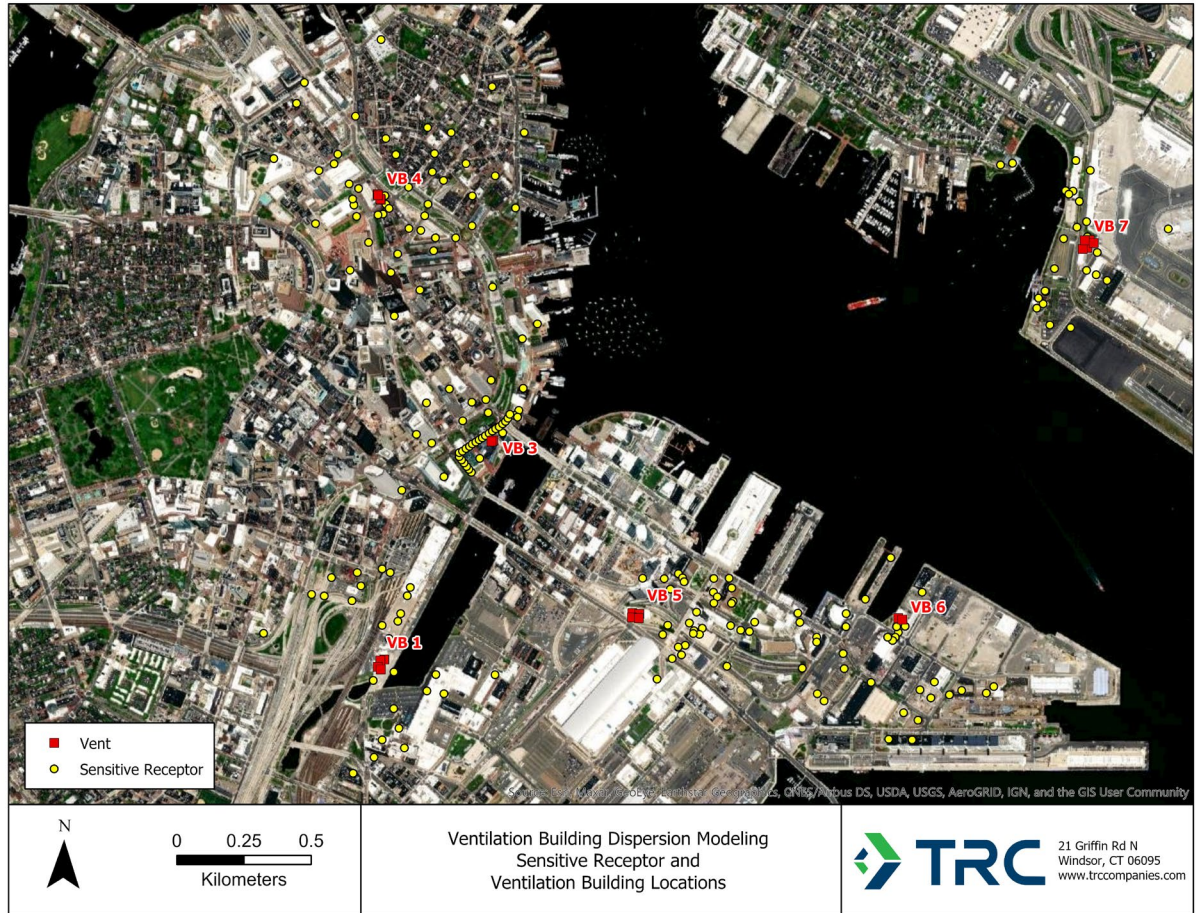 VB 4
VB 7
VB 3
VB 5
VB 6
VB 1
Vent
Sensitive Receptor
Source: Esri, Maxar, GeoEye, Earthstar Geographics, CNES/Airbus DS, USDA, USGS, AeroGRID, IGN, and the GIS User Community
N
0 0.25 0.5
Kilometers
Ventilation Building Dispersion Modeling
Sensitive Receptor and
Ventilation Building Locations
TRC
21 Griffin Rd N
Windsor, CT 06095
www.trccompanies.com